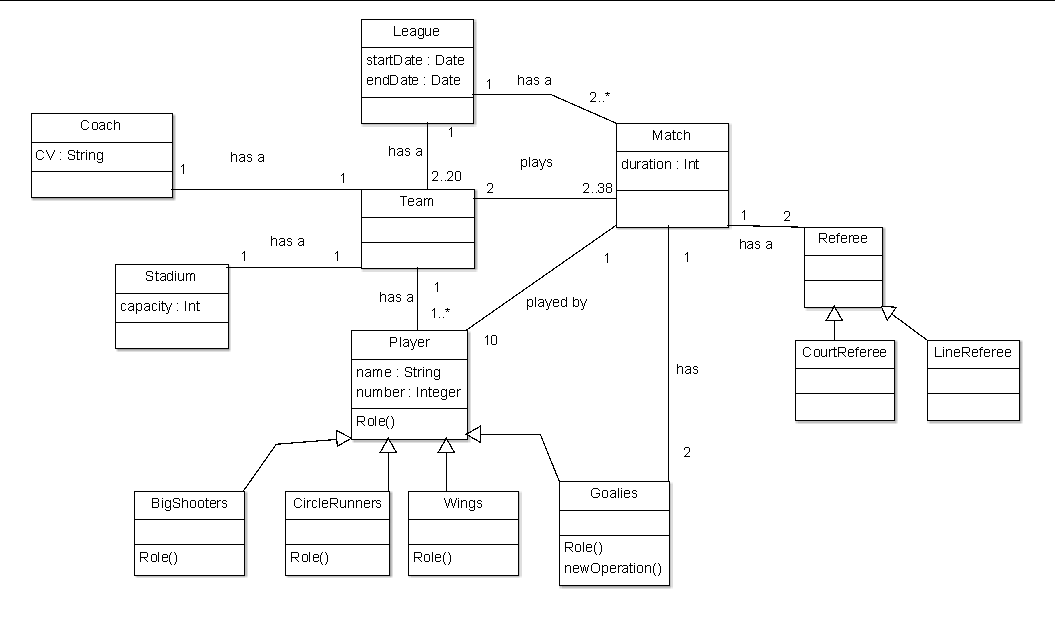 League
startDate : Date
endDate : Date
1
has a
2..*
Coach
CV : String
1
has a
1
1
has a
2..20
Match
duration : Int
plays
2
2..38
Team
1
2
has a
Referee
Stadium
capacity : Int
1
has a
1
1
has a
1..*
1
played by
10
1
has
2
Player
name : String
number : Integer
Role()
CourtReferee
LineReferee
BigShooters
Role()
CircleRunners
Role()
Wings
Role()
Goalies
Role()
newOperation()